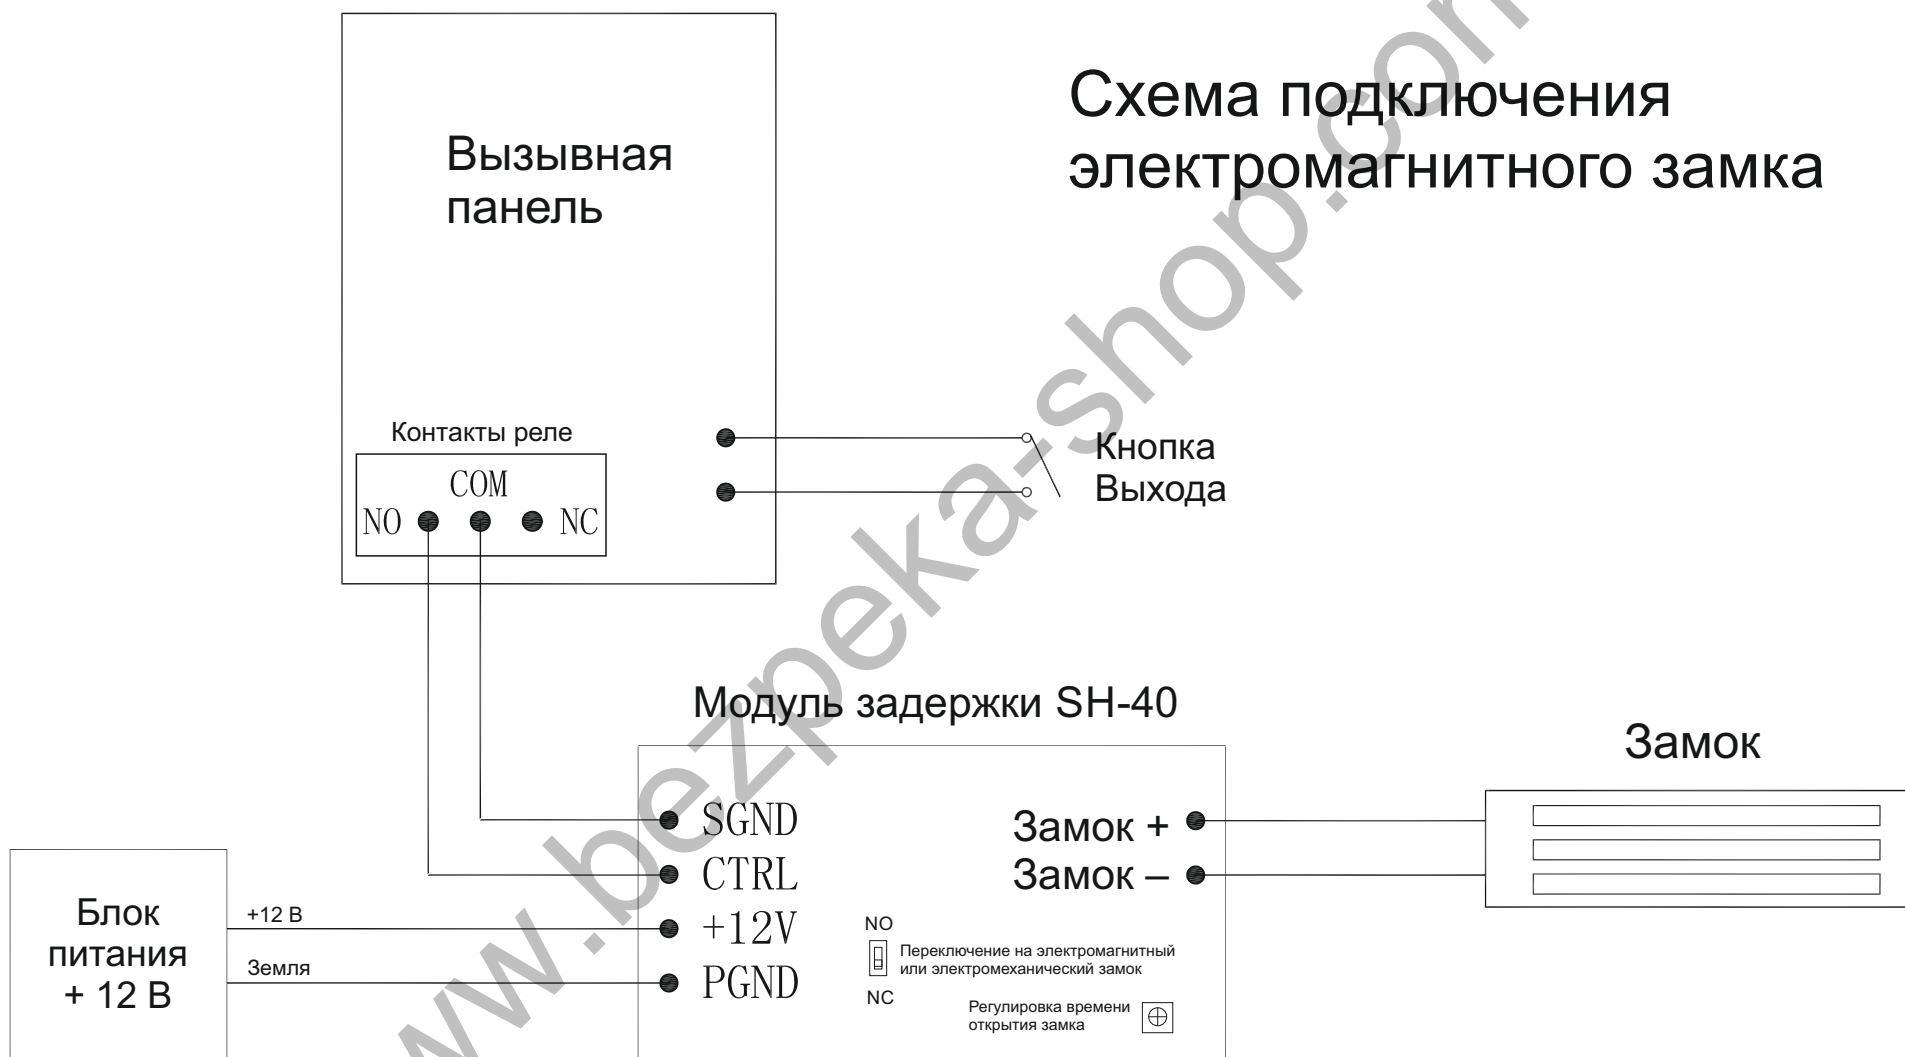 Схема подключения
электромагнитного замка
Вызывная
панель
Контакты реле
COM
NO
NC
Кнопка
Выхода
Модуль задержки SH-40
Замок
SGND
CTRL
+12V
PGND
Замок +
Замок –
NO
Переключение на электромагнитный
или электромеханический замок
NC
Регулировка времени
открытия замка
Блок
питания
+ 12 В
+12 В
Земля
ww.bezpeka-shop.com